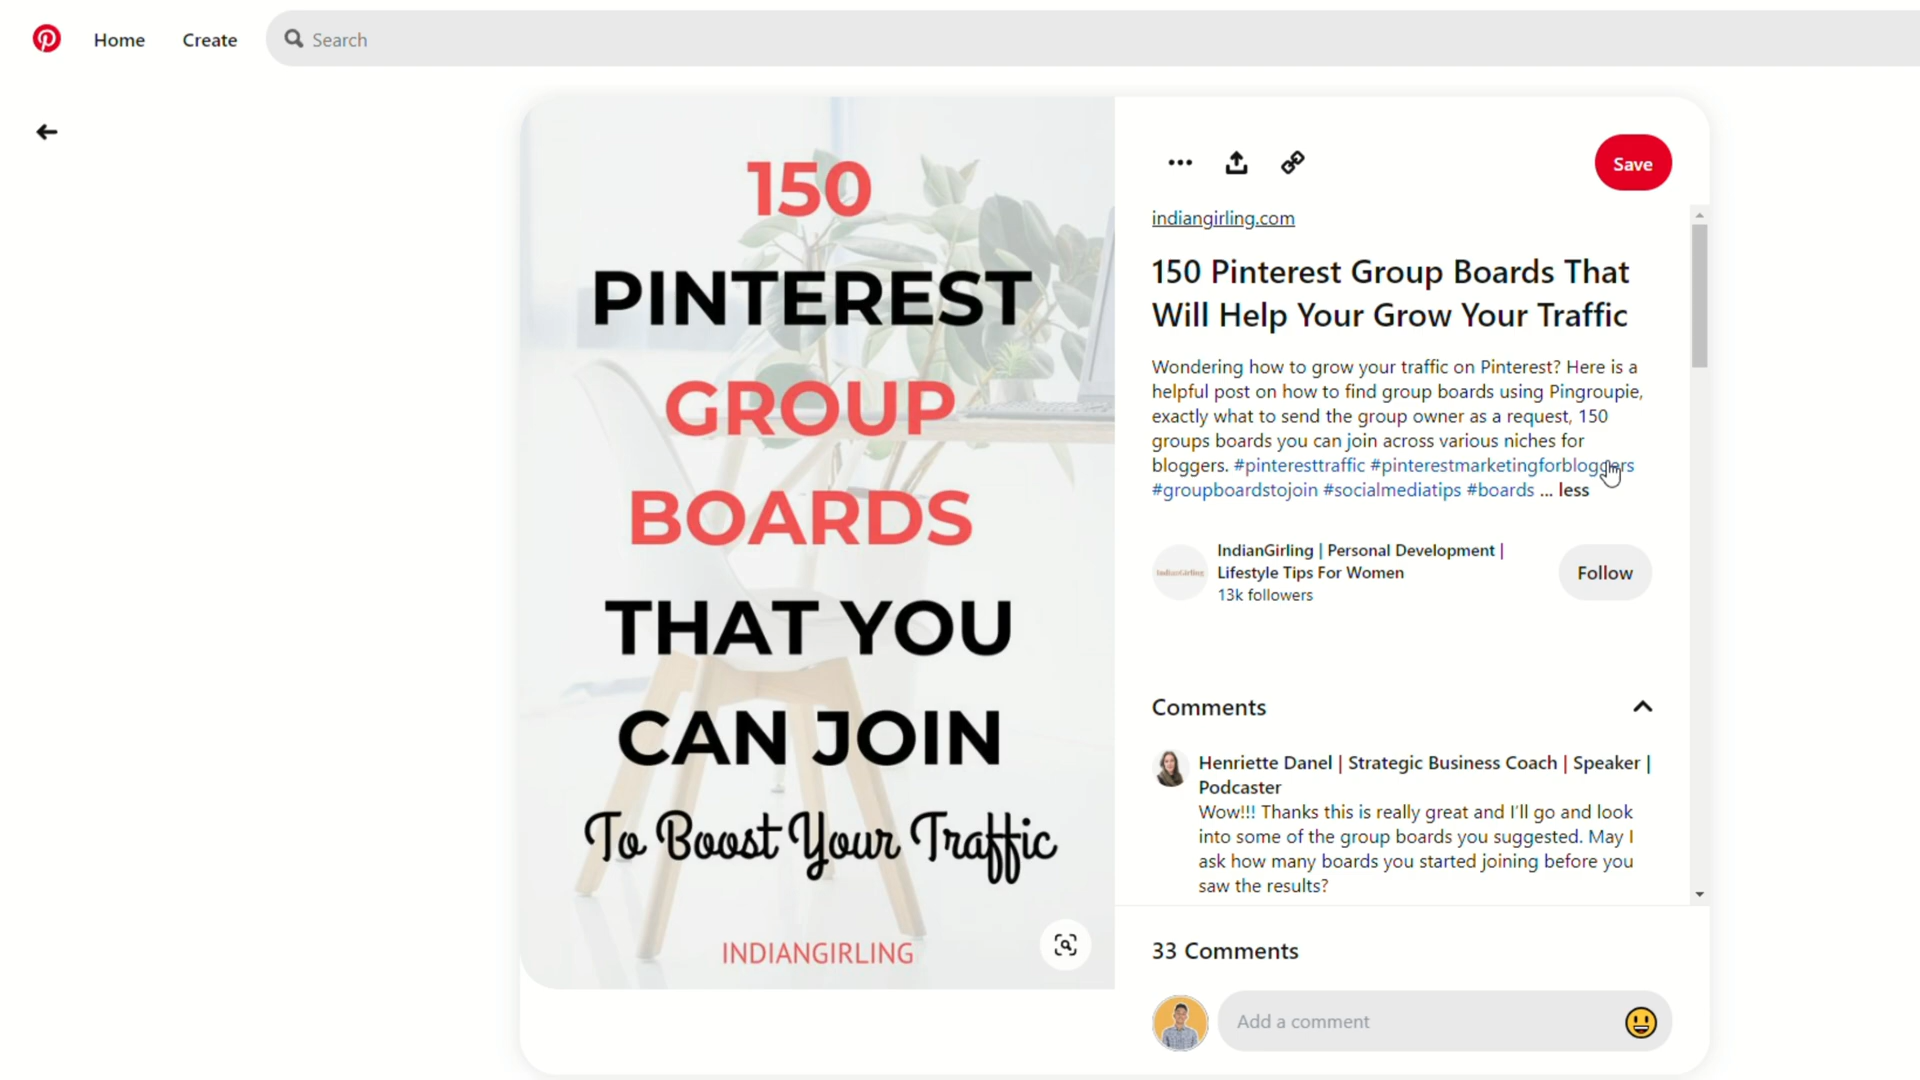 Home
Create
Search
150
PINTEREST
GROUP
BOARDS
THAT YOU
CAN JOIN
To Boost Your Traffic
INDIANGIRLING
Save
indiangirling.com
150 Pinterest Group Boards That
Will Help Your Grow Your Traffic
Wondering how to grow your traffic on Pinterest? Here is a
helpful post on how to find group boards using Pingroupie,
exactly what to send the group owner as a request, 150
groups boards you can join across various niches for
bloggers. #pinteresttraffic #pinterestmarketingforbloggers
#groupboardstojoin #socialmediatips #boards ... less
IndianGirling
IndianGirling | Personal Development |
Lifestyle Tips For Women
13k followers
Follow
Comments
Henriette Danel | Strategic Business Coach | Speaker |
Podcaster
Wow!!! Thanks this is really great and I'll go and look
into some of the group boards you suggested. May I
ask how many boards you started joining before you
saw the results?
33 Comments
Add a comment